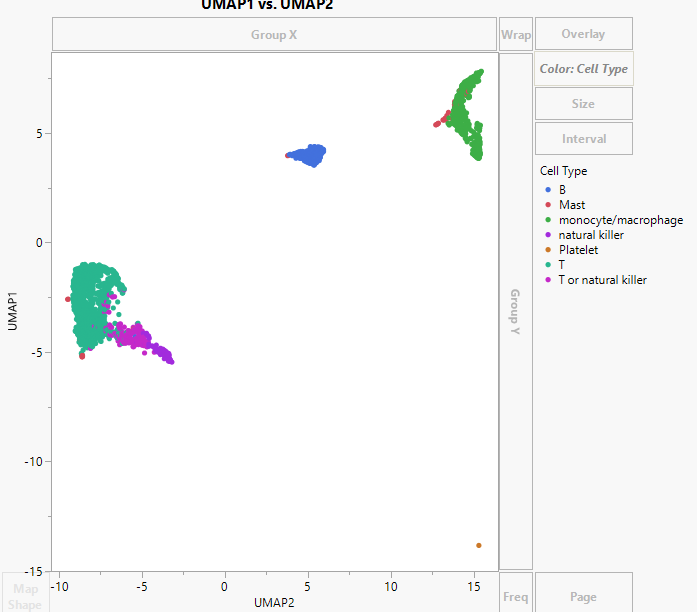 UMAP1 vs. UMAP2
Group X
Wrap
Overlay
Color: Cell Type
Size
Interval
Cell Type
B
Mast
monocyte/macrophage
natural killer
Platelet
T
T or natural killer
Group Y
UMAP1
5
0
-5
-10
-15
-10
-5
0
5
10
15
UMAP2
Map
Shape
Freq
Page